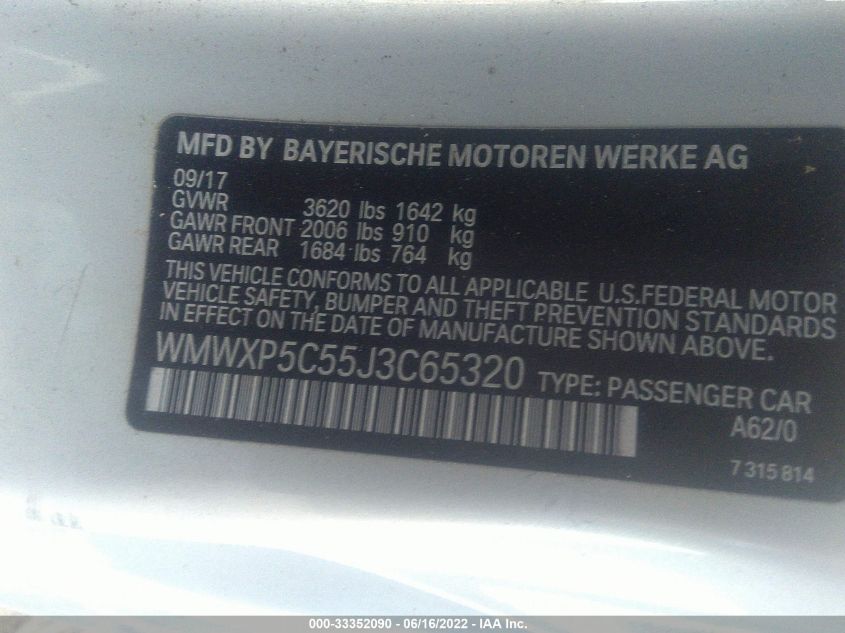 MFD BY BAYERISCHE MOTOREN WERKE AG
09/17
GVWR 3620 lbs 1642 kg
GAWR FRONT 2006 lbs 910 kg
GAWR REAR 1684 lbs 764 kg
THIS VEHICLE CONFORMS TO ALL APPLICABLE U.S.FEDERAL MOTOR
VEHICLE SAFETY, BUMPER AND THEFT PREVENTION STANDARDS
IN EFFECT ON THE DATE OF MANUFACTURE SHOWN ABOVE.
WMWXP5C55J3C65320 TYPE: PASSENGER CAR
A62/0
7 315 814
000-33352090 - 06/16/2022 - IAA Inc.